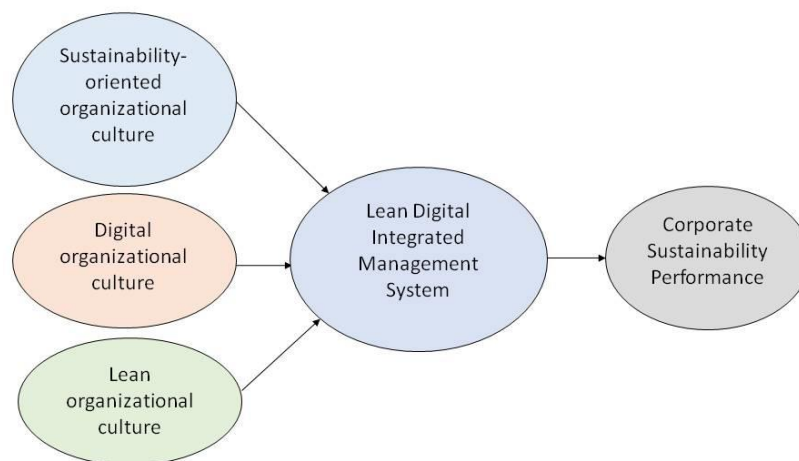 Sustainability-
oriented
organizational
culture
Digital
organizational
culture
Lean
organizational
culture
Lean Digital
Integrated
Management
System
Corporate
Sustainability
Performance